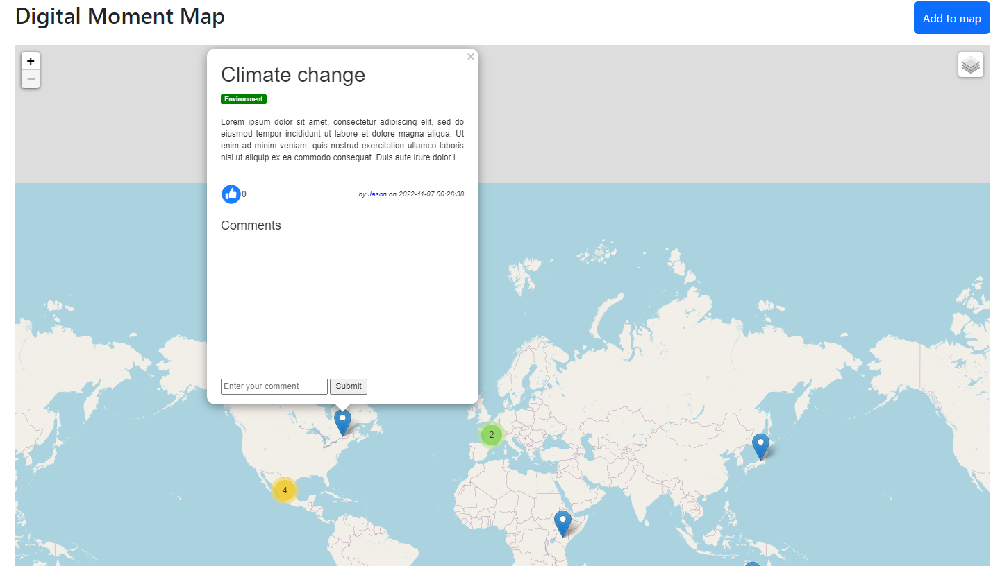 Digital Moment Map
Add to map
+
−
×
Climate change
Environment
Lorem ipsum dolor sit amet, consectetur adipiscing elit, sed do
eiusmod tempor incididunt ut labore et dolore magna aliqua. Ut
enim ad minim veniam, quis nostrud exercitation ullamco laboris
nisi ut aliquip ex ea commodo consequat. Duis aute irure dolor i
0
by Jason on 2022-11-07 00:26:38
Comments
Enter your comment
Submit
2
4